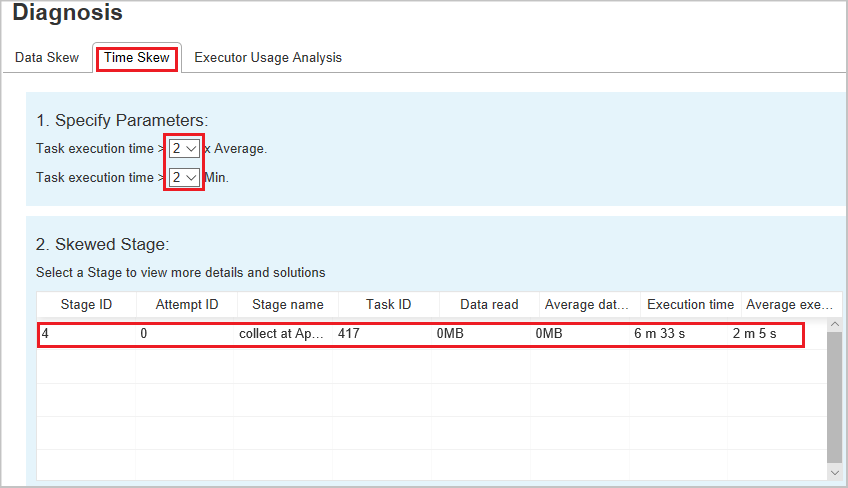 Diagnosis
Data Skew Time Skew Executor Usage Analysis
1. Specify Parameters:
Task execution time > 2 x Average.
Task execution time > 2 Min.
2. Skewed Stage:
Select a Stage to view more details and solutions
Stage ID Attempt ID Stage name Task ID Data read Average dat... Execution time Average exe...
4 0 collect at Ap... 417 0MB 0MB 6 m 33 s 2 m 5 s